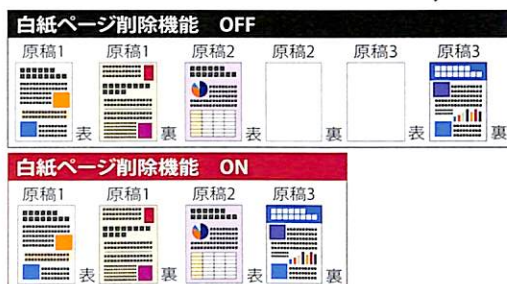 白紙ページ削除機能 OFF
原稿1 原稿1 原稿2 原稿2 原稿3 原稿3
表 裏 表 裏 表 裏
白紙ページ削除機能 ON
原稿1 原稿1 原稿2 原稿3
表 裏 表 裏